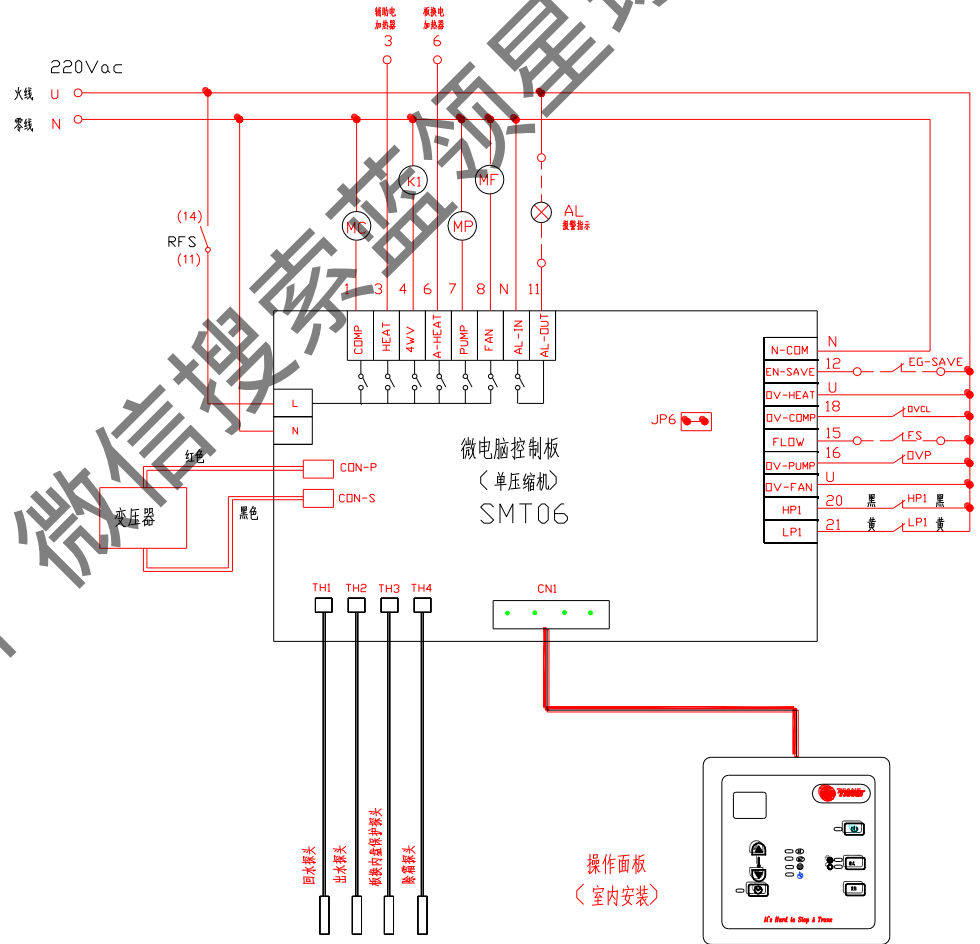 辅助电
加热器
3
板换电
加热器
6
220Vac
火线 U
零线 N
(14)
RFS
(11)
MC
K1
MP
MF
AL
报警指示
1 3 4 6 7 8 N 11
COMP
HEAT
4WV
A-HEAT
PUMP
FAN
AL-IN
AL-OUT
L
N
N-COM N
EN-SAVE 12 EG-SAVE
OV-HEAT U
OV-COMP 18 OVCL
FLOW 15 FS
OV-PUMP 16 OVP
OV-FAN U
HP1 20 黑 HP1 黑
LP1 21 黄 LP1 黄
JP6
微电脑控制板
(单压缩机)
SMT06
红色
CON-P
CON-S
黑色
变压器
TH1 TH2 TH3 TH4
CN1
回水探头
出水探头
板换内盘保护探头
除霜探头
操作面板
(室内安装)
It's Hard to Stop A Trane
微信搜索蓝领星球